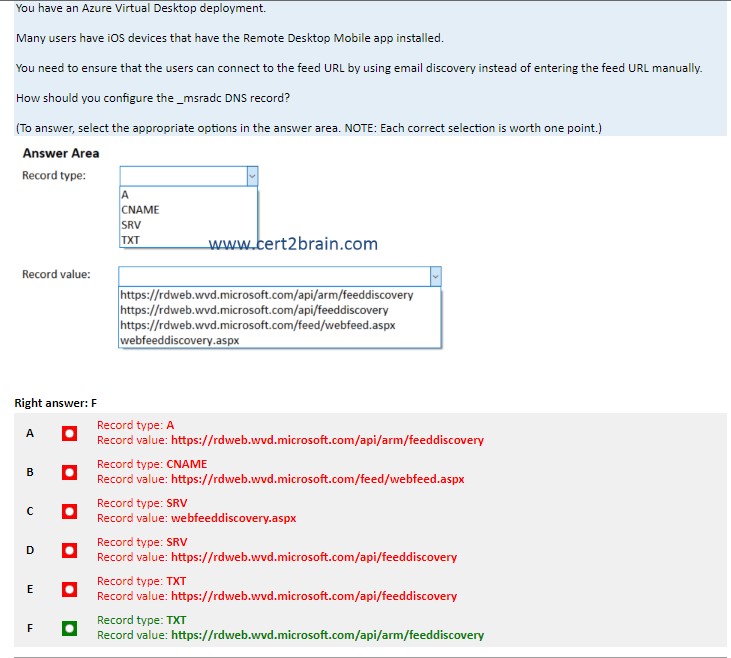 You have an Azure Virtual Desktop deployment.
Many users have iOS devices that have the Remote Desktop Mobile app installed.
You need to ensure that the users can connect to the feed URL by using email discovery instead of entering the feed URL manually.
How should you configure the _msradc DNS record?
(To answer, select the appropriate options in the answer area. NOTE: Each correct selection is worth one point.)
Answer Area
Record type:
A
CNAME
SRV
TXT
www.cert2brain.com
Record value:
https://rdweb.wvd.microsoft.com/api/arm/feeddiscovery
https://rdweb.wvd.microsoft.com/api/feeddiscovery
https://rdweb.wvd.microsoft.com/feed/webfeed.aspx
webfeeddiscovery.aspx
Right answer: F
A
Record type: A
Record value: https://rdweb.wvd.microsoft.com/api/arm/feeddiscovery
B
Record type: CNAME
Record value: https://rdweb.wvd.microsoft.com/feed/webfeed.aspx
C
Record type: SRV
Record value: webfeeddiscovery.aspx
D
Record type: SRV
Record value: https://rdweb.wvd.microsoft.com/api/feeddiscovery
E
Record type: TXT
Record value: https://rdweb.wvd.microsoft.com/api/feeddiscovery
F
Record type: TXT
Record value: https://rdweb.wvd.microsoft.com/api/arm/feeddiscovery